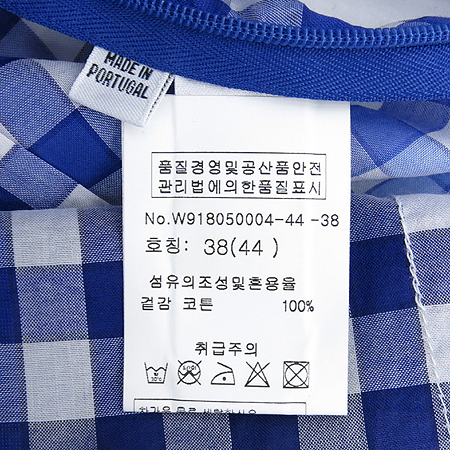 MADE IN
PORTUGAL
품질경영및공산품안전
관리법에의한품질표시
No.W918050004-44 -38
호칭: 38(44 )
섬유의조성및혼용율
겉감 코튼 100%
취급주의